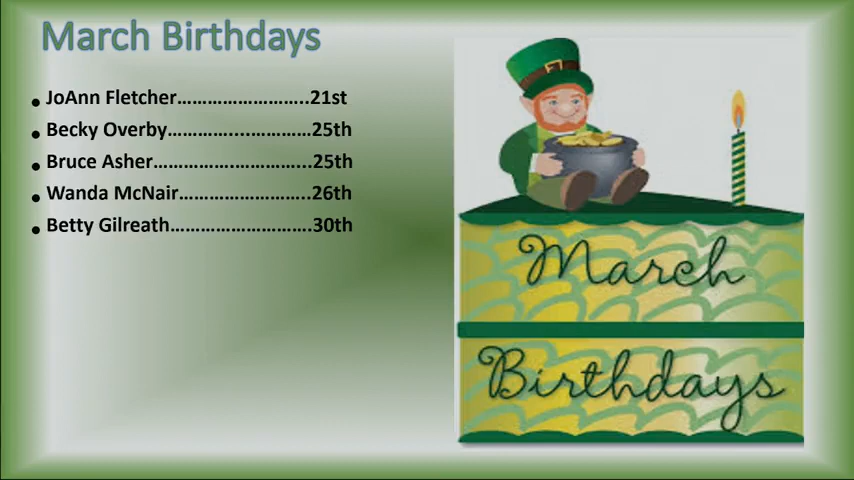 March Birthdays
• JoAnn Fletcher……………………..21st
• Becky Overby………….....…………25th
• Bruce Asher……………………...25th
• Wanda McNair……………………..26th
• Betty Gilreath……………………….30th
March
Birthdays